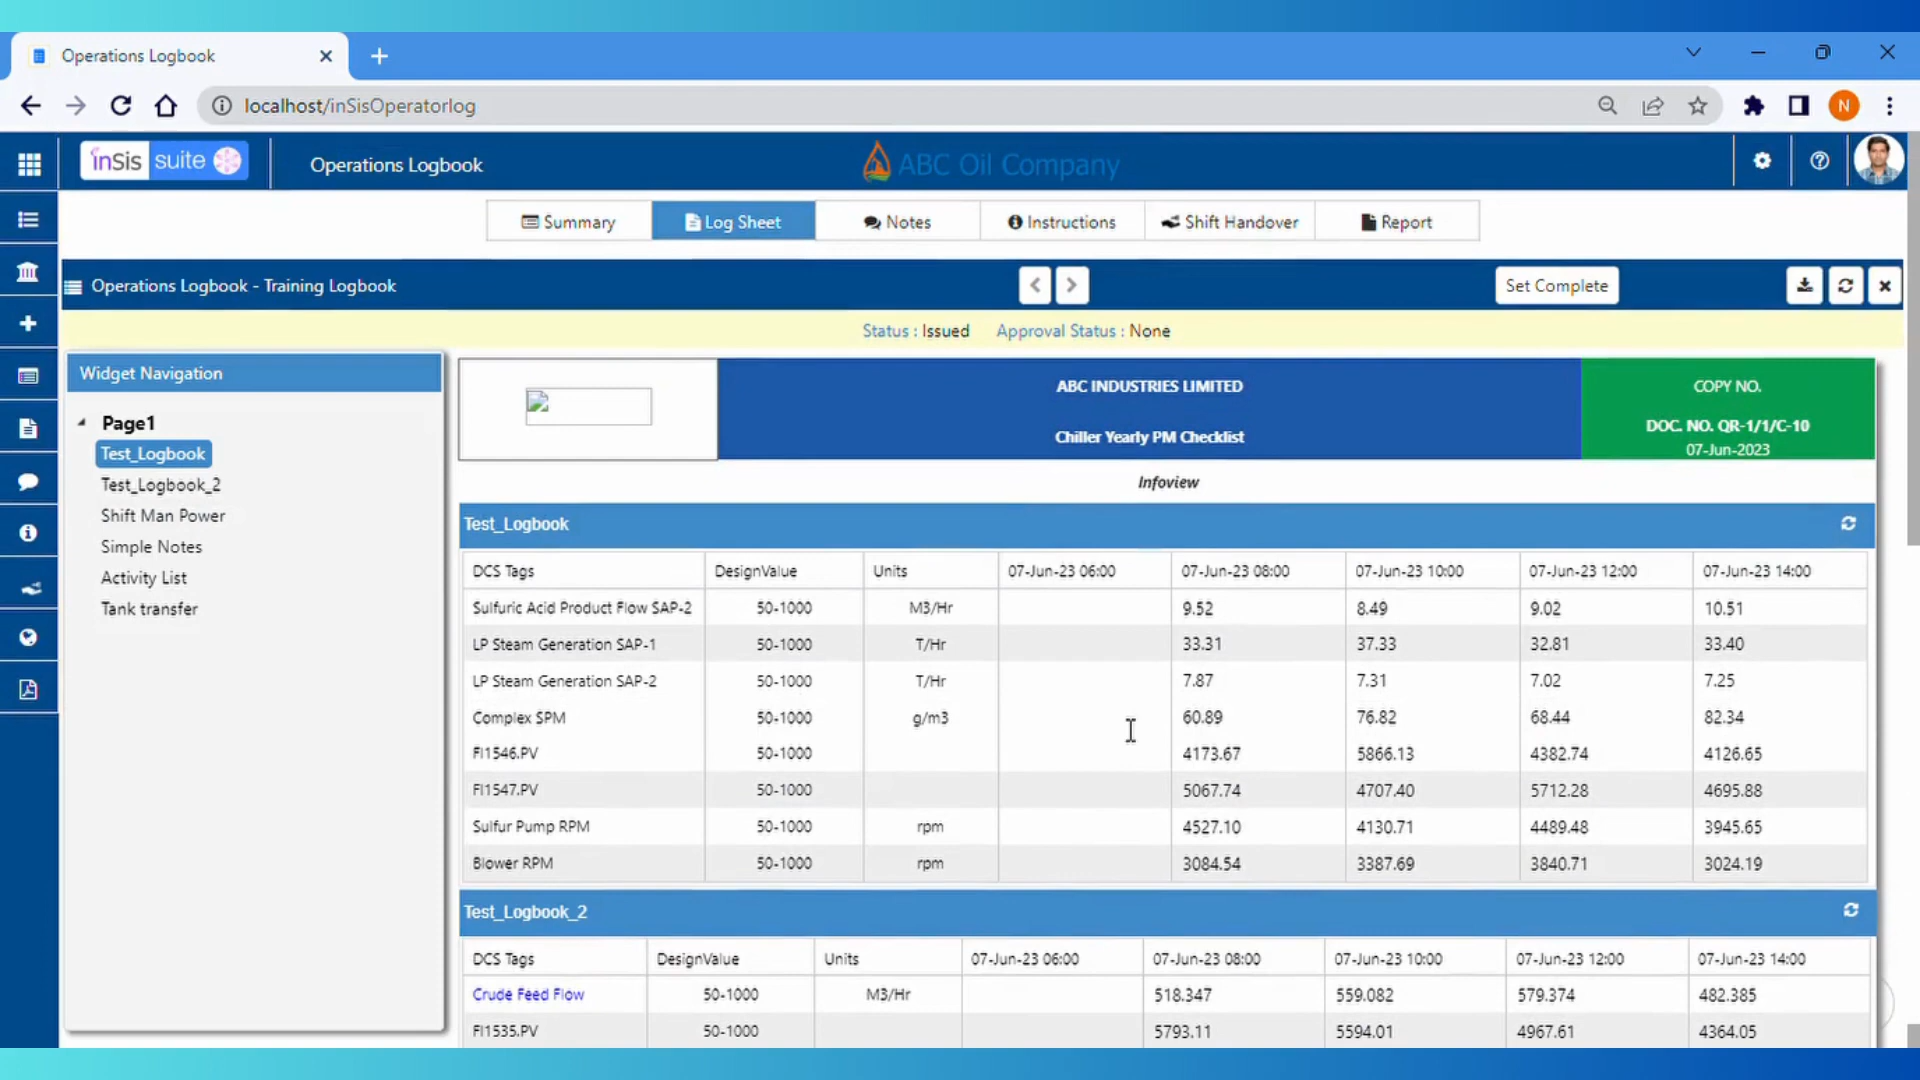 Operations Logbook
localhost/inSisOperatorlog
N
inSis suite
Operations Logbook
ABC Oil Company
Summary
Log Sheet
Notes
Instructions
Shift Handover
Report
Operations Logbook - Training Logbook
Set Complete
Status : Issued Approval Status : None
Widget Navigation
Page1
Test_Logbook
Test_Logbook_2
Shift Man Power
Simple Notes
Activity List
Tank transfer
ABC INDUSTRIES LIMITED
Chiller Yearly PM Checklist
COPY NO.
DOC. NO. QR-1/1/C-10
07-Jun-2023
Infoview
Test_Logbook
DCS Tags DesignValue Units 07-Jun-23 06:00 07-Jun-23 08:00 07-Jun-23 10:00 07-Jun-23 12:00 07-Jun-23 14:00
Sulfuric Acid Product Flow SAP-2 50-1000 M3/Hr 9.52 8.49 9.02 10.51
LP Steam Generation SAP-1 50-1000 T/Hr 33.31 37.33 32.81 33.40
LP Steam Generation SAP-2 50-1000 T/Hr 7.87 7.31 7.02 7.25
Complex SPM 50-1000 g/m3 60.89 76.82 68.44 82.34
FI1546.PV 50-1000 4173.67 5866.13 4382.74 4126.65
FI1547.PV 50-1000 5067.74 4707.40 5712.28 4695.88
Sulfur Pump RPM 50-1000 rpm 4527.10 4130.71 4489.48 3945.65
Blower RPM 50-1000 rpm 3084.54 3387.69 3840.71 3024.19
Test_Logbook_2
DCS Tags DesignValue Units 07-Jun-23 06:00 07-Jun-23 08:00 07-Jun-23 10:00 07-Jun-23 12:00 07-Jun-23 14:00
Crude Feed Flow 50-1000 M3/Hr 518.347 559.082 579.374 482.385
FI1535.PV 50-1000 5793.11 5594.01 4967.61 4364.05